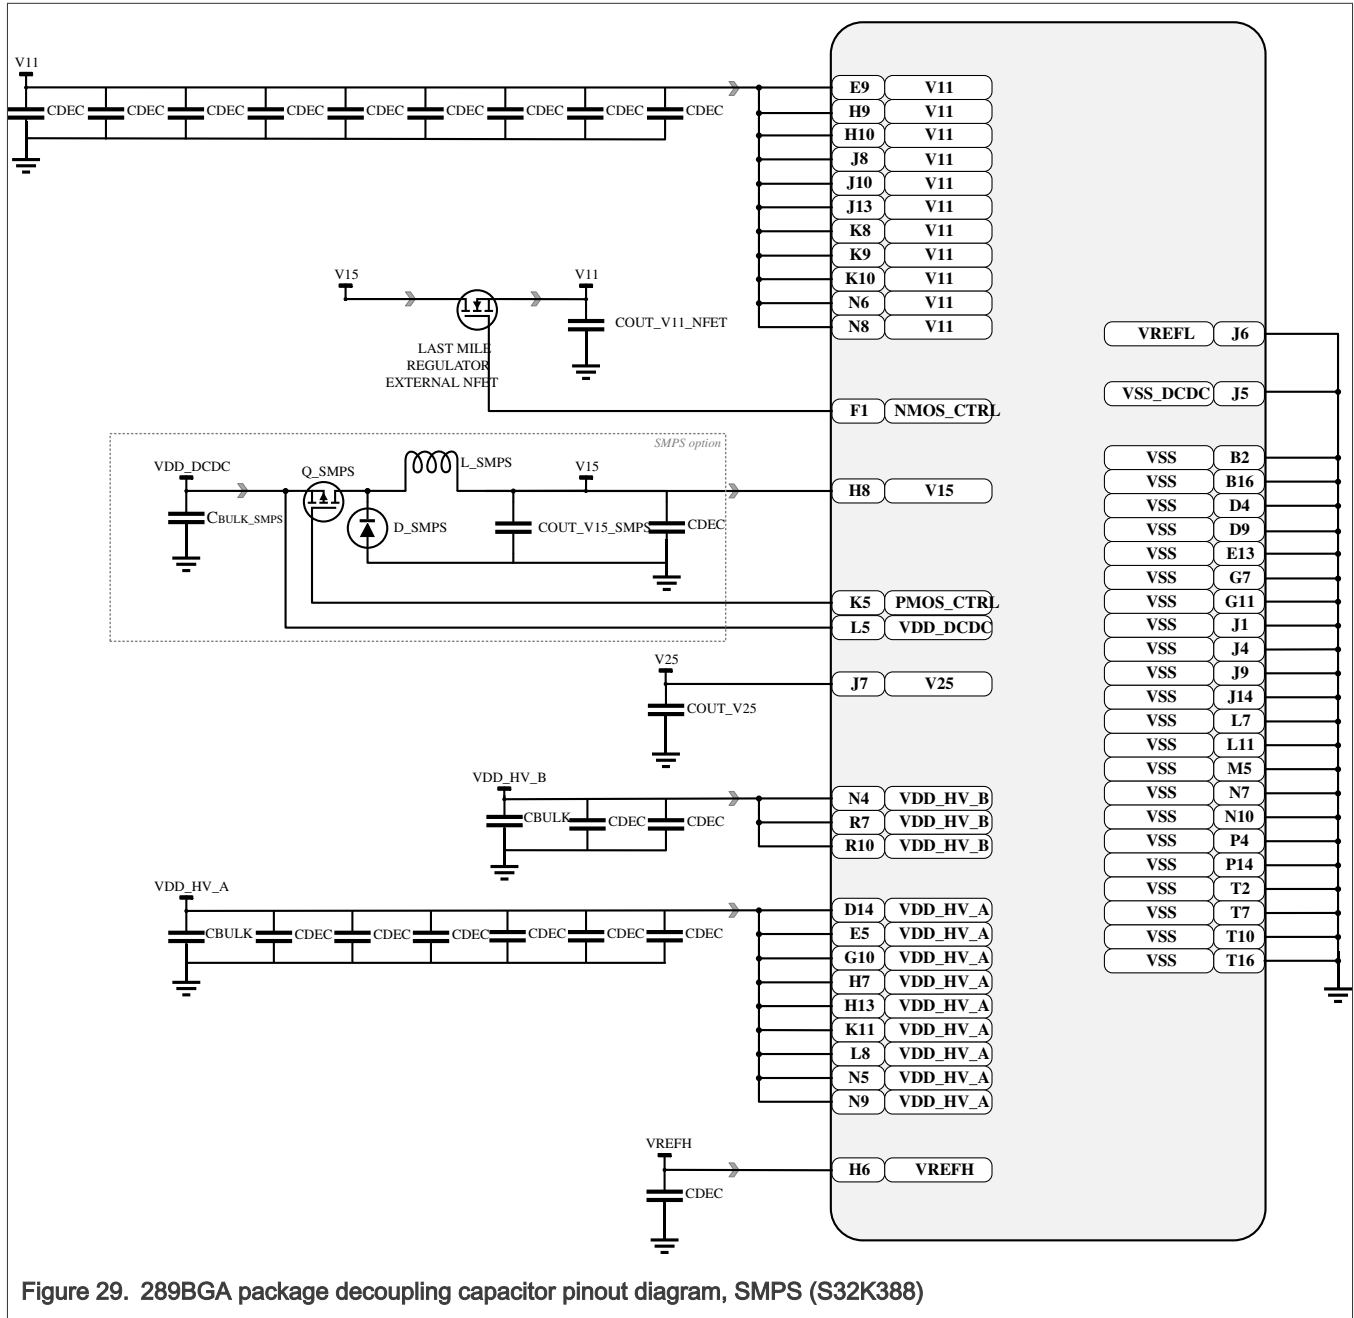 V11
CDEC CDEC CDEC CDEC CDEC CDEC CDEC CDEC CDEC
E9 V11
H9 V11
H10 V11
J8 V11
J10 V11
J13 V11
K8 V11
K9 V11
K10 V11
N6 V11
N8 V11
V15
V11
COUT_V11_NFET
LAST MILE
REGULATOR
EXTERNAL NFET
F1 NMOS_CTRL
SMPS option
VDD_DCDC
Q_SMPS
L_SMPS
V15
CBULK_SMPS
D_SMPS
COUT_V15_SMPS
CDEC
H8 V15
K5 PMOS_CTRL
L5 VDD_DCDC
V25
COUT_V25
J7 V25
VDD_HV_B
CBULK CDEC CDEC
N4 VDD_HV_B
R7 VDD_HV_B
R10 VDD_HV_B
VDD_HV_A
CBULK CDEC CDEC CDEC CDEC CDEC CDEC
D14 VDD_HV_A
E5 VDD_HV_A
G10 VDD_HV_A
H7 VDD_HV_A
H13 VDD_HV_A
K11 VDD_HV_A
L8 VDD_HV_A
N5 VDD_HV_A
N9 VDD_HV_A
VREFH
CDEC
H6 VREFH
VREFL J6
VSS_DCDC J5
VSS B2
VSS B16
VSS D4
VSS D9
VSS E13
VSS G7
VSS G11
VSS J1
VSS J4
VSS J9
VSS J14
VSS L7
VSS L11
VSS M5
VSS N7
VSS N10
VSS P4
VSS P14
VSS T2
VSS T7
VSS T10
VSS T16
Figure 29. 289BGA package decoupling capacitor pinout diagram, SMPS (S32K388)